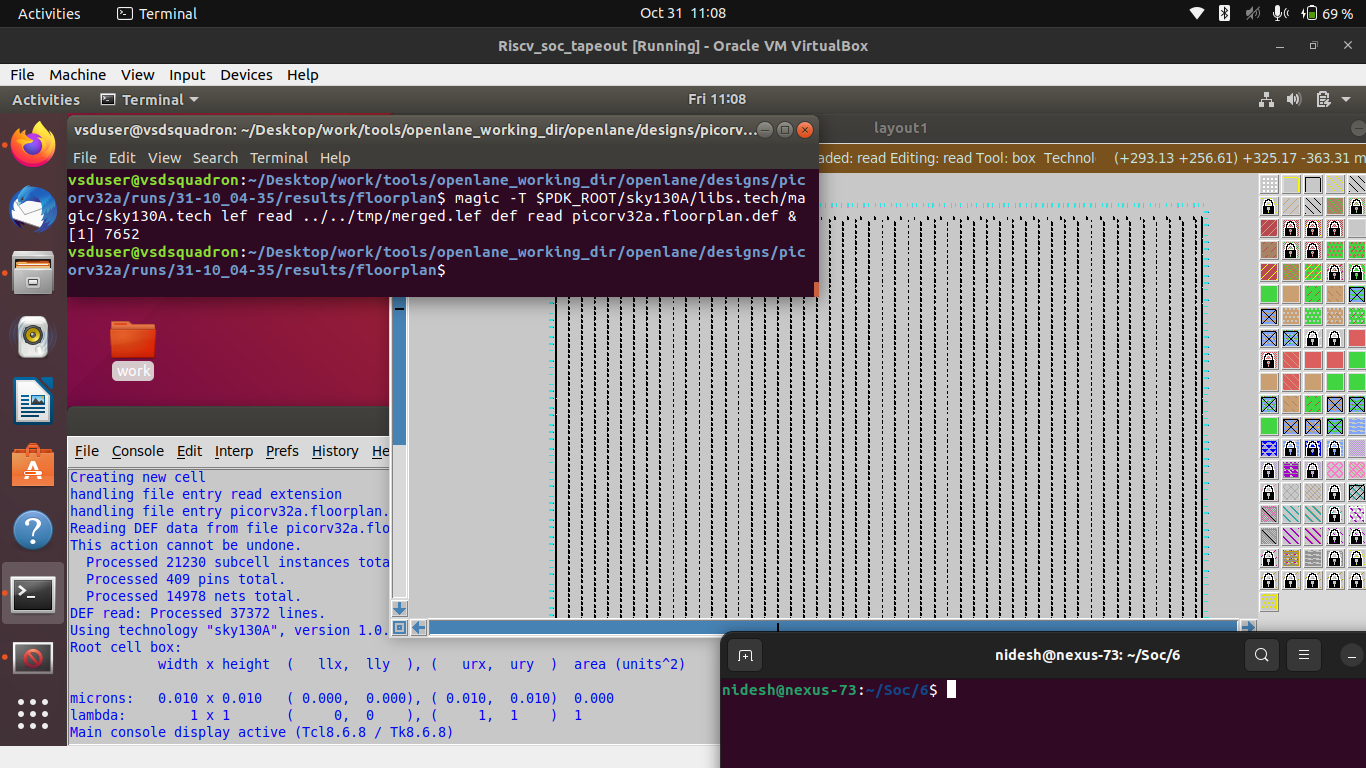 Activities Terminal Oct 31 11:08 69 %
Riscv_soc_tapeout [Running] - Oracle VM VirtualBox
File Machine View Input Devices Help
Activities Terminal Fri 11:08
vsduser@vsdsquadron: ~/Desktop/work/tools/openlane_working_dir/openlane/designs/picorv...
layout1
File Edit View Search Terminal Help
aded: read Editing: read Tool: box Technol (+293.13 +256.61) +325.17 -363.31 m
vsduser@vsdsquadron:~/Desktop/work/tools/openlane_working_dir/openlane/designs/pic
orv32a/runs/31-10_04-35/results/floorplan$ magic -T $PDK_ROOT/sky130A/libs.tech/ma
gic/sky130A.tech lef read ../../tmp/merged.lef def read picorv32a.floorplan.def &
[1] 7652
vsduser@vsdsquadron:~/Desktop/work/tools/openlane_working_dir/openlane/designs/pic
orv32a/runs/31-10_04-35/results/floorplan$
work
File Console Edit Interp Prefs History He
Creating new cell
handling file entry read extension
handling file entry picorv32a.floorplan.
Reading DEF data from file picorv32a.flo
This action cannot be undone.
Processed 21230 subcell instances tota
Processed 409 pins total.
Processed 14978 nets total.
DEF read: Processed 37372 lines.
Using technology "sky130A", version 1.0.
Root cell box:
width x height ( llx, lly ), ( urx, ury ) area (units^2)
microns: 0.010 x 0.010 ( 0.000, 0.000), ( 0.010, 0.010) 0.000
lambda: 1 x 1 ( 0, 0 ), ( 1, 1 ) 1
Main console display active (Tcl8.6.8 / Tk8.6.8)
nidesh@nexus-73: ~/Soc/6
nidesh@nexus-73:~/Soc/6$